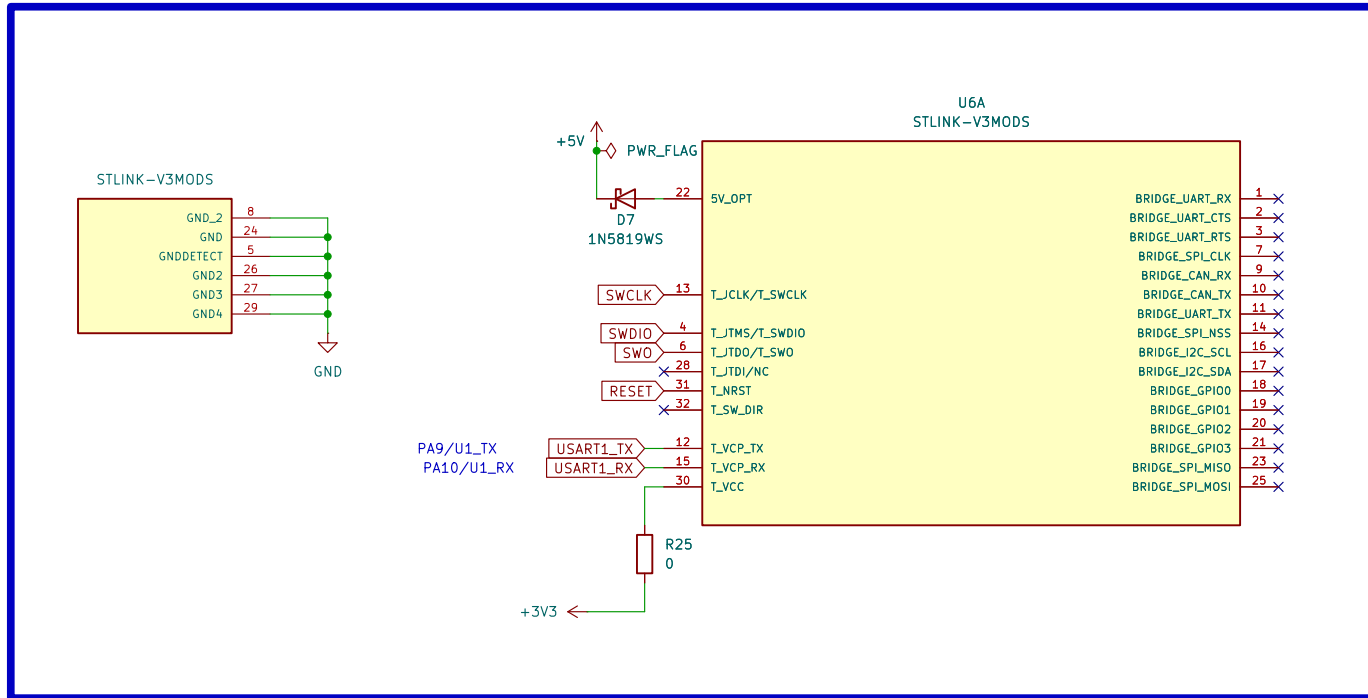 STLINK-V3MODS
GND_2 8
GND 24
GNDDETECT 5
GND2 26
GND3 27
GND4 29
GND
U6A
STLINK-V3MODS
+5V
PWR_FLAG
D7
1N5819WS
22 5V_OPT
SWCLK 13 T_JCLK/T_SWCLK
SWDIO 4 T_JTMS/T_SWDIO
SWO 6 T_JTDO/T_SWO
28 T_JTDI/NC
RESET 31 T_NRST
32 T_SW_DIR
PA9/U1_TX USART1_TX 12 T_VCP_TX
PA10/U1_RX USART1_RX 15 T_VCP_RX
30 T_VCC
R25
0
+3V3
BRIDGE_UART_RX 1
BRIDGE_UART_CTS 2
BRIDGE_UART_RTS 3
BRIDGE_SPI_CLK 7
BRIDGE_CAN_RX 9
BRIDGE_CAN_TX 10
BRIDGE_UART_TX 11
BRIDGE_SPI_NSS 14
BRIDGE_I2C_SCL 16
BRIDGE_I2C_SDA 17
BRIDGE_GPIO0 18
BRIDGE_GPIO1 19
BRIDGE_GPIO2 20
BRIDGE_GPIO3 21
BRIDGE_SPI_MISO 23
BRIDGE_SPI_MOSI 25